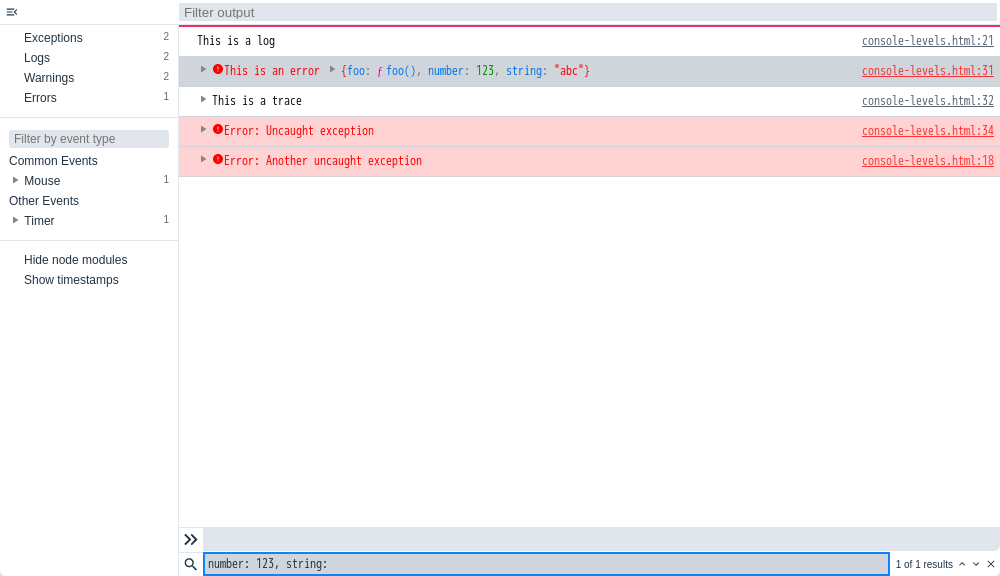 Filter output
Exceptions 2
Logs 2
Warnings 2
Errors 1
Filter by event type
Common Events
Mouse 1
Other Events
Timer 1
Hide node modules
Show timestamps
This is a log console-levels.html:21
This is an error {foo: ƒ foo(), number: 123, string: "abc"} console-levels.html:31
This is a trace console-levels.html:32
Error: Uncaught exception console-levels.html:34
Error: Another uncaught exception console-levels.html:18
number: 123, string: 1 of 1 results